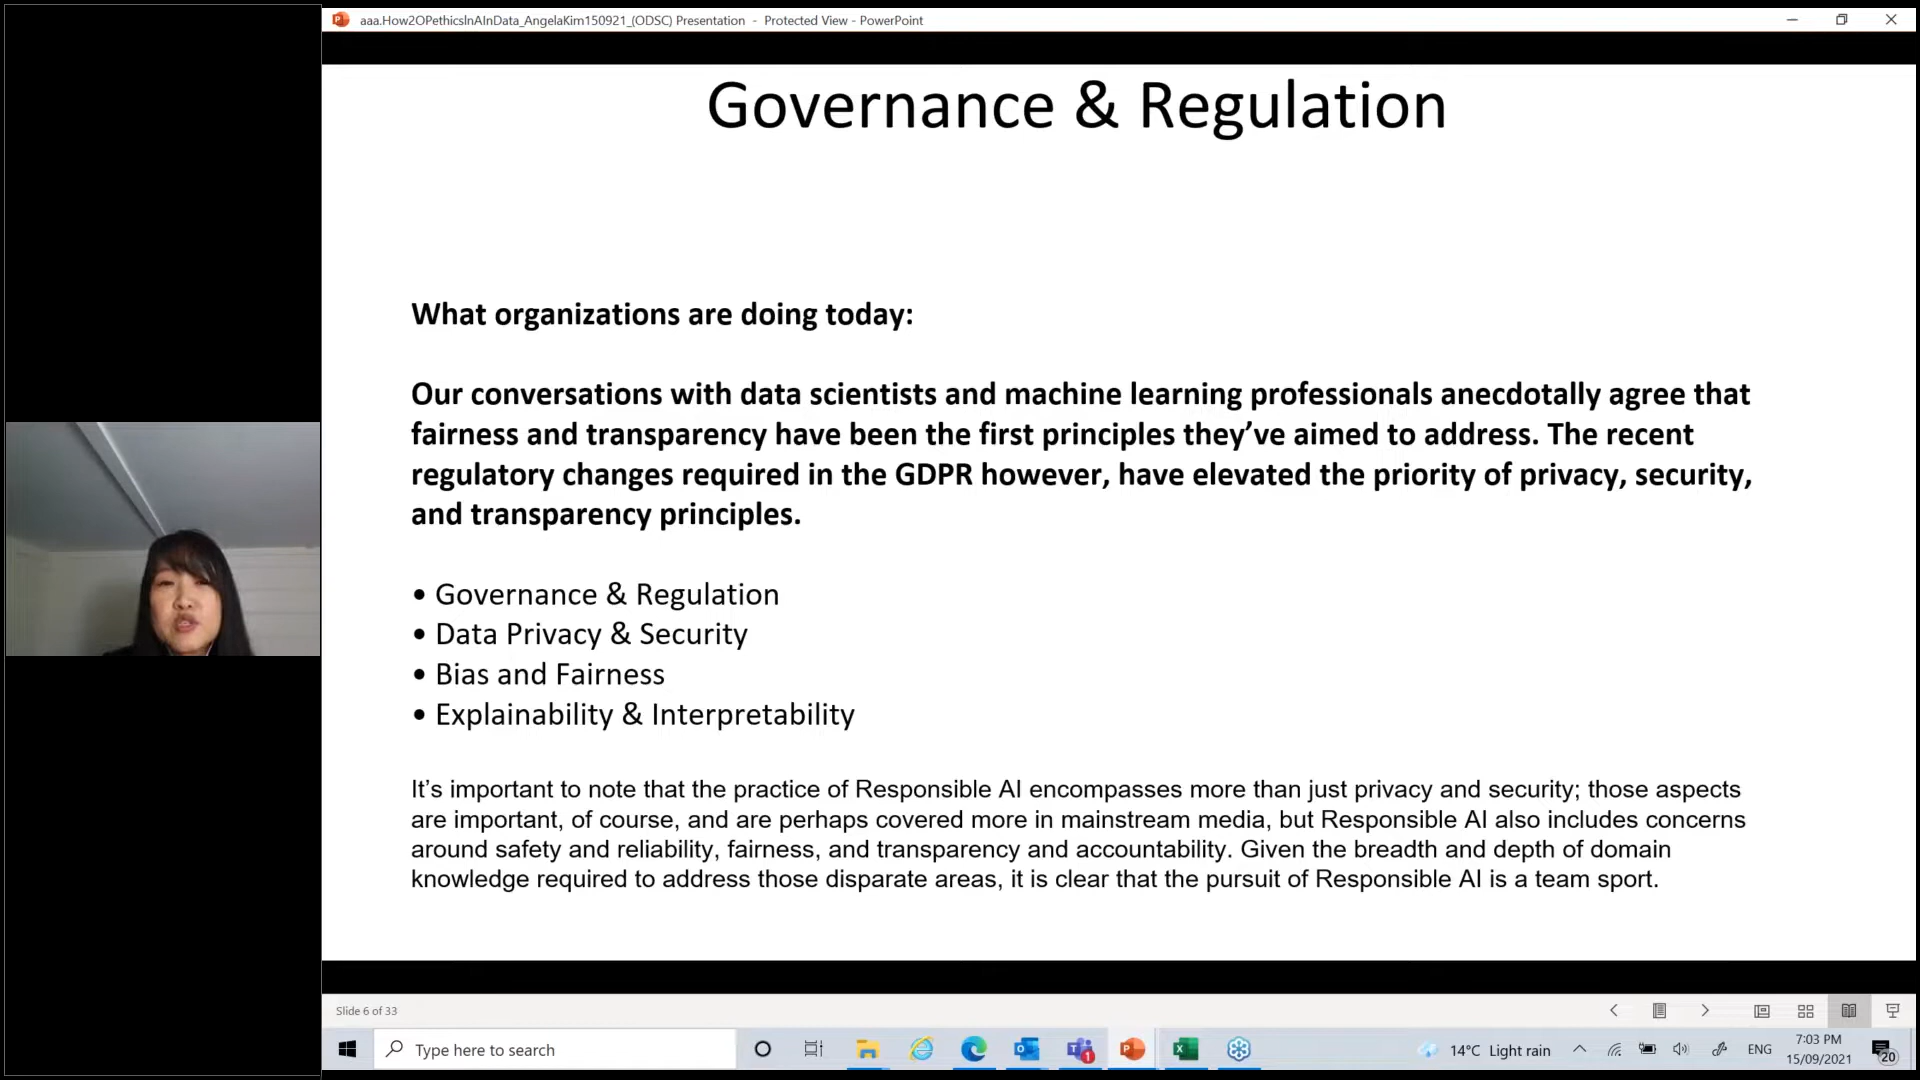 aaa.How2OPethicsInAInData_AngelaKim150921_(ODSC) Presentation - Protected View - PowerPoint
Governance & Regulation
What organizations are doing today:
Our conversations with data scientists and machine learning professionals anecdotally agree that
fairness and transparency have been the first principles they’ve aimed to address. The recent
regulatory changes required in the GDPR however, have elevated the priority of privacy, security,
and transparency principles.
• Governance & Regulation
• Data Privacy & Security
• Bias and Fairness
• Explainability & Interpretability
It’s important to note that the practice of Responsible AI encompasses more than just privacy and security; those aspects
are important, of course, and are perhaps covered more in mainstream media, but Responsible AI also includes concerns
around safety and reliability, fairness, and transparency and accountability. Given the breadth and depth of domain
knowledge required to address those disparate areas, it is clear that the pursuit of Responsible AI is a team sport.
Slide 6 of 33
Type here to search
1
14°C Light rain
ENG
7:03 PM
15/09/2021
20